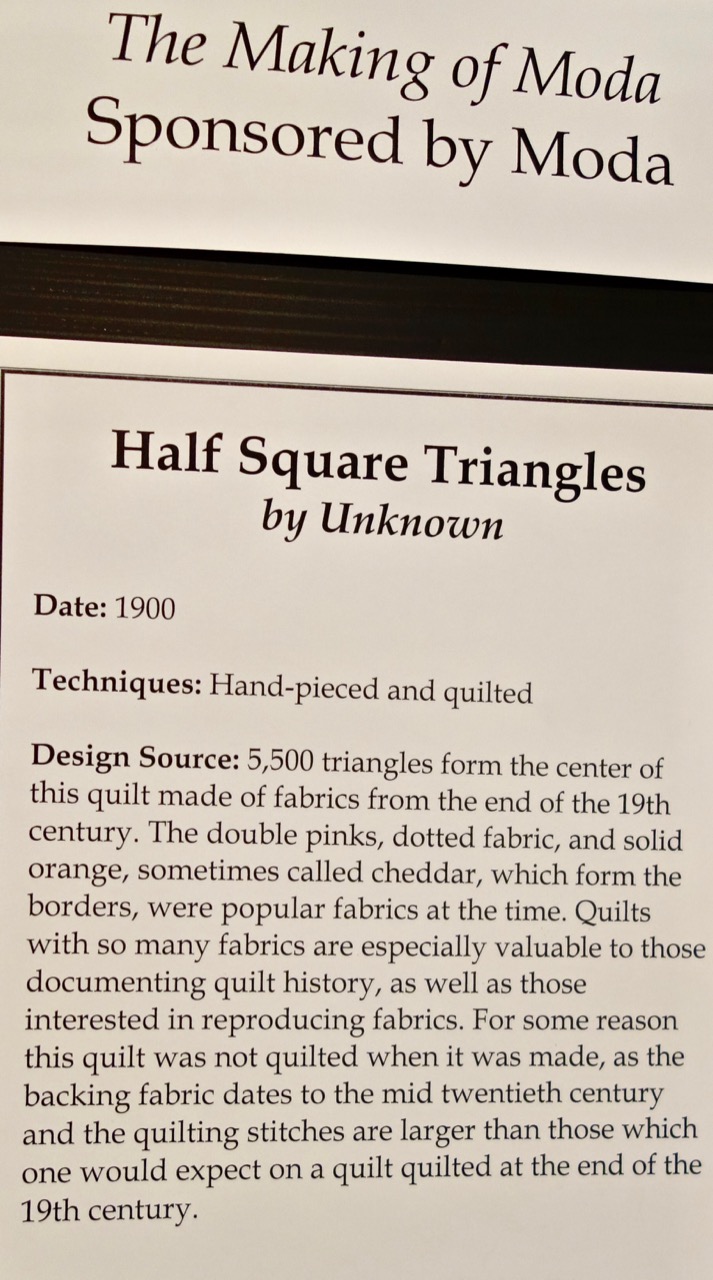 The Making of Moda
Sponsored by Moda
Half Square Triangles
by Unknown
Date: 1900
Techniques: Hand-pieced and quilted
Design Source: 5,500 triangles form the center of
this quilt made of fabrics from the end of the 19th
century. The double pinks, dotted fabric, and solid
orange, sometimes called cheddar, which form the
borders, were popular fabrics at the time. Quilts
with so many fabrics are especially valuable to those
documenting quilt history, as well as those
interested in reproducing fabrics. For some reason
this quilt was not quilted when it was made, as the
backing fabric dates to the mid twentieth century
and the quilting stitches are larger than those which
one would expect on a quilt quilted at the end of the
19th century.